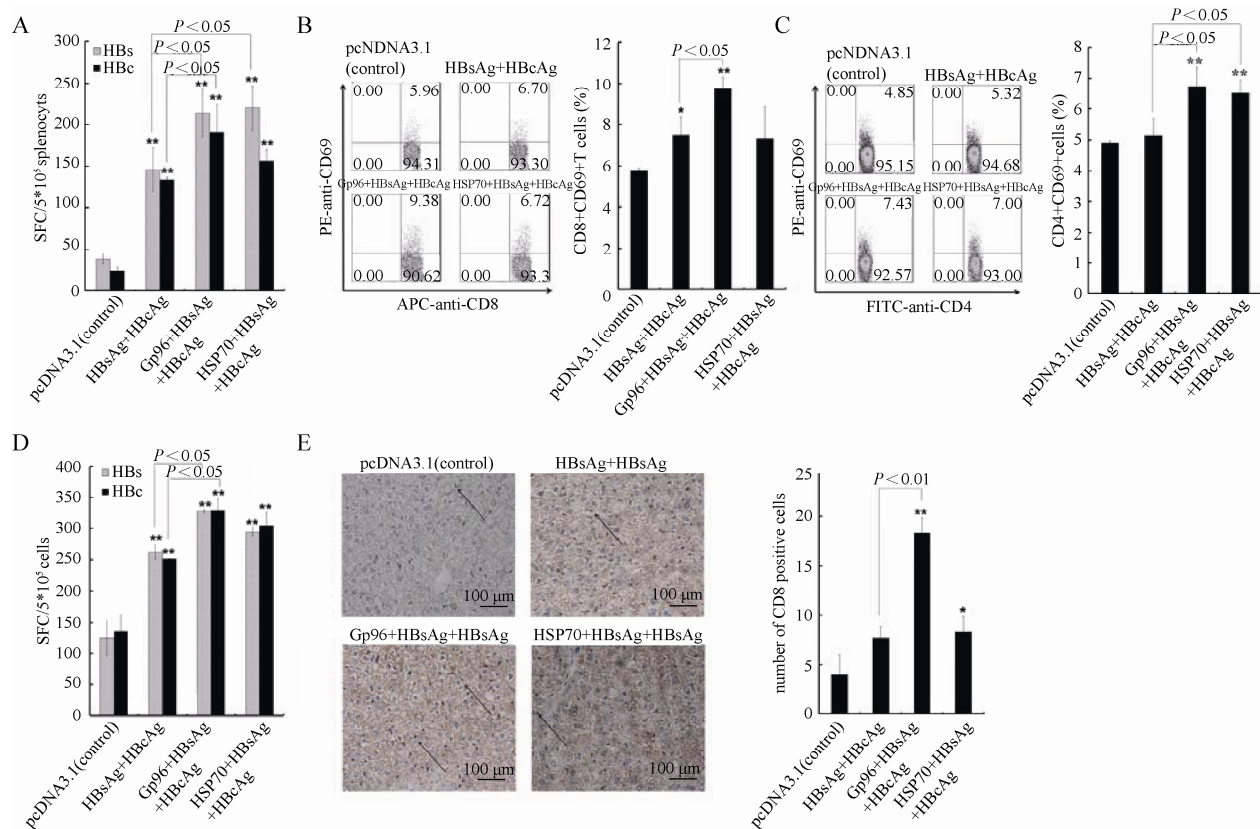 A
P<0.05
P<0.05
P<0.05
HBs
HBc
**
**
**
**
**
**
300
250
200
150
100
50
0
SFC/5*10⁵ splenocytes
pcDNA3.1(control)
HBsAg+HBcAg
Gp96+HBsAg
+HBcAg
HSP70+HBsAg
+HBcAg
B
pcNDNA3.1
(control)
HBsAg+HBcAg
0.00 5.96
0.00 94.31
0.00 6.70
0.00 93.30
Gp96+HBsAg+HBcAg
HSP70+HBsAg+HBcAg
0.00 9.38
0.00 90.62
0.00 6.72
0.00 93.3
PE-anti-CD69
APC-anti-CD8
P<0.05
*
**
12
10
8
6
4
2
0
CD8+CD69+T cells (%)
pcDNA3.1(control)
HBsAg+HBcAg
Gp96+HBsAg+HBcAg
HSP70+HBsAg
+HBcAg
C
pcNDNA3.1
(control)
HBsAg+HBcAg
0.00 4.85
0.00 95.15
0.00 5.32
0.00 94.68
Gp96+HBsAg+HBcAg
HSP70+HBsAg+HBcAg
0.00 7.43
0.00 92.57
0.00 7.00
0.00 93.00
PE-anti-CD69
FITC-anti-CD4
P<0.05
P<0.05
**
**
8
7
6
5
4
3
2
1
0
CD4+CD69+cells (%)
pcDNA3.1(control)
HBsAg+HBcAg
Gp96+HBsAg
+HBcAg
HSP70+HBsAg
+HBcAg
D
P<0.05
P<0.05
HBs
HBc
**
**
**
**
**
**
400
350
300
250
200
150
100
50
0
SFC/5*10⁵ cells
pcDNA3.1(control)
HBsAg+HBcAg
Gp96+HBsAg
+HBcAg
HSP70+HBsAg
+HBcAg
E
pcDNA3.1(control)
HBsAg+HBsAg
100 μm
100 μm
Gp96+HBsAg+HBsAg
HSP70+HBsAg+HBsAg
100 μm
100 μm
P<0.01
**
*
25
20
15
10
5
0
number of CD8 positive cells
pcDNA3.1(control)
HBsAg+HBcAg
Gp96+HBsAg
+HBcAg
HSP70+HBsAg
+HBcAg